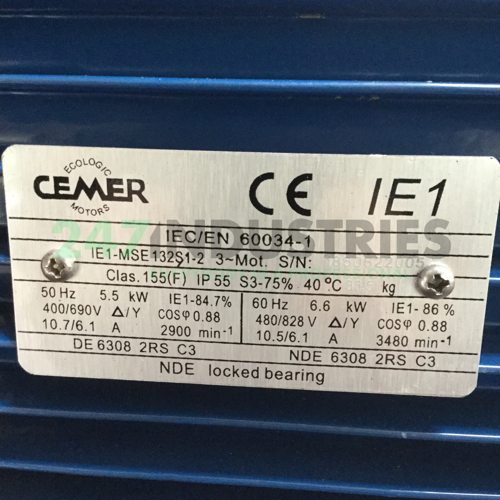 ECOLOGIC
CEMER
MOTORS
CE IE1
247INDUSTRIES
IEC/EN 60034-1
IE1-MSE132S1-2 3~Mot. S/N:
Clas.155(F) IP 55 S3-75% 40°C kg
50 Hz 5.5 kW IE1-84.7%
400/690V △/Y COSφ 0.88
10.7/6.1 A 2900 min⁻¹
60 Hz 6.6 kW IE1- 86 %
480/828 V △/Y COSφ 0.88
10.5/6.1 A 3480 min⁻¹
DE 6308 2RS C3 NDE 6308 2RS C3
NDE locked bearing